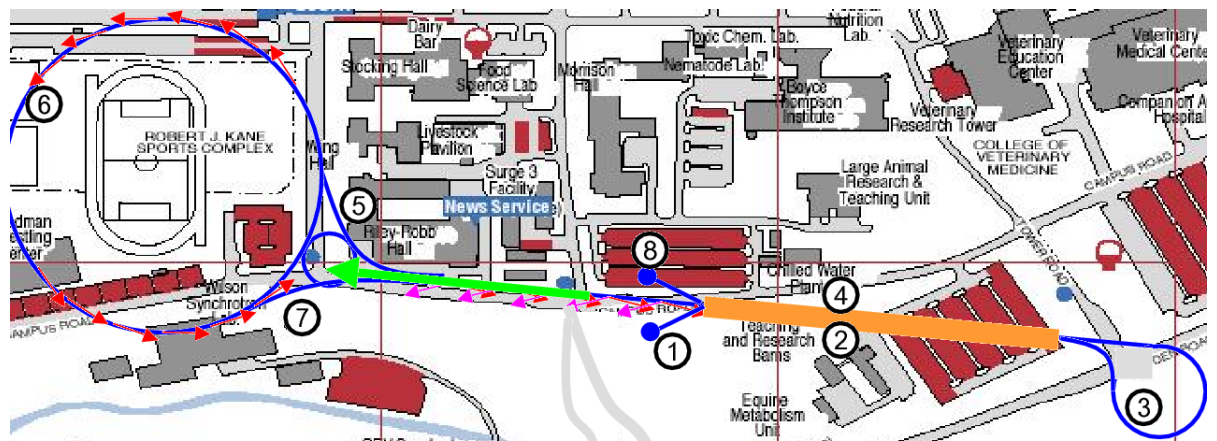 Dairy
Bar
Stocking Hall
Food
Science Lab
Morrison
Hall
Toxic Chem. Lab.
Nematode Lab.
Nutrition
Lab.
Boyce
Thompson
Institute
Veterinary
Education
Center
Veterinary
Medical Center
Veterinary
Research Tower
Companion A
Hospital
COLLEGE OF
VETERINARY
MEDICINE
CAMPUS ROAD
6
ROBERT J. KANE
SPORTS COMPLEX
Wing
Hall
Livestock
Pavilion
Surge 3
Facility
News Service
5
Riley-Robb
Hall
Large Animal
Research &
Teaching Unit
TOWER ROAD
8
Chilled Water
Plant
4
Wilson
Synchrotron
Lab.
7
CAMPUS ROAD
1
2
Teaching
and Research
Barns
3
Equine
Metabolism
Unit